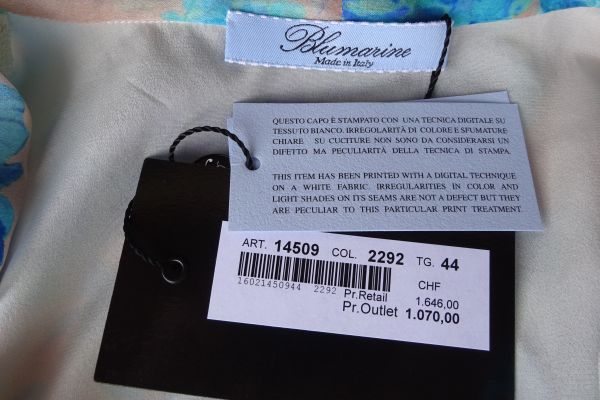 Blumarine
Made in Italy
QUESTO CAPO È STAMPATO CON UNA TECNICA DIGITALE SU
TESSUTO BIANCO. IRREGOLARITÀ DI COLORE E SFUMATURE
CHIARE SU CUCITURE NON SONO DA CONSIDERARSI UN
DIFETTO MA PECULIARITÀ DELLA TECNICA DI STAMPA.
THIS ITEM HAS BEEN PRINTED WITH A DIGITAL TECHNIQUE
ON A WHITE FABRIC. IRREGULARITIES IN COLOR AND
LIGHT SHADES ON ITS SEAMS ARE NOT A DEFECT BUT THEY
ARE PECULIAR TO THIS PARTICULAR PRINT TREATMENT.
ART. 14509 COL. 2292 TG. 44
16021450944 2292
CHF
Pr.Retail 1.646,00
Pr.Outlet 1.070,00